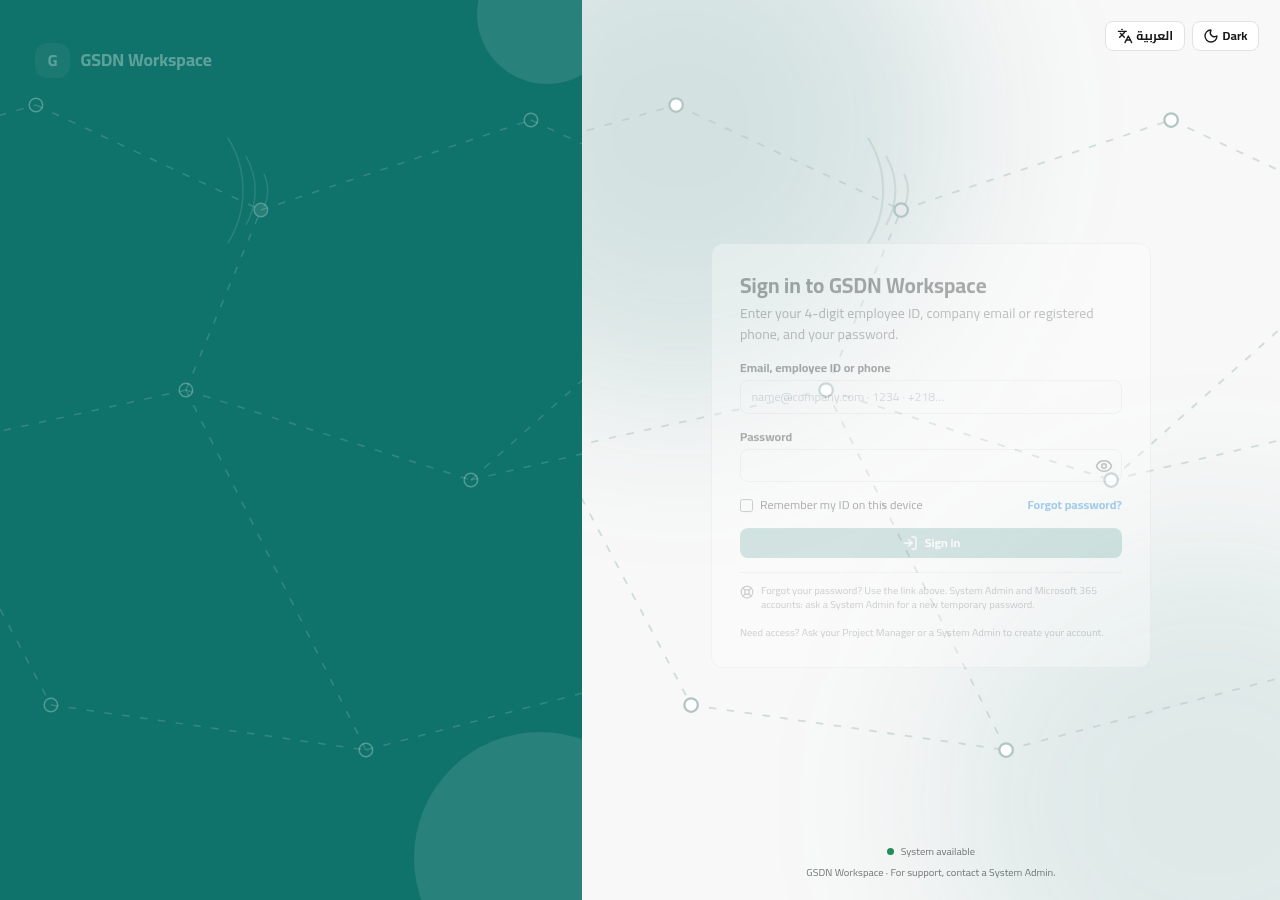 G GSDN Workspace
العربية
Dark
Sign in to GSDN Workspace
Enter your 4-digit employee ID, company email or registered
phone, and your password.
Email, employee ID or phone
name@company.com · 1234 · +218...
Password
Remember my ID on this device
Forgot password?
Sign in
Forgot your password? Use the link above. System Admin and Microsoft 365
accounts: ask a System Admin for a new temporary password.
Need access? Ask your Project Manager or a System Admin to create your account.
System available
GSDN Workspace · For support, contact a System Admin.